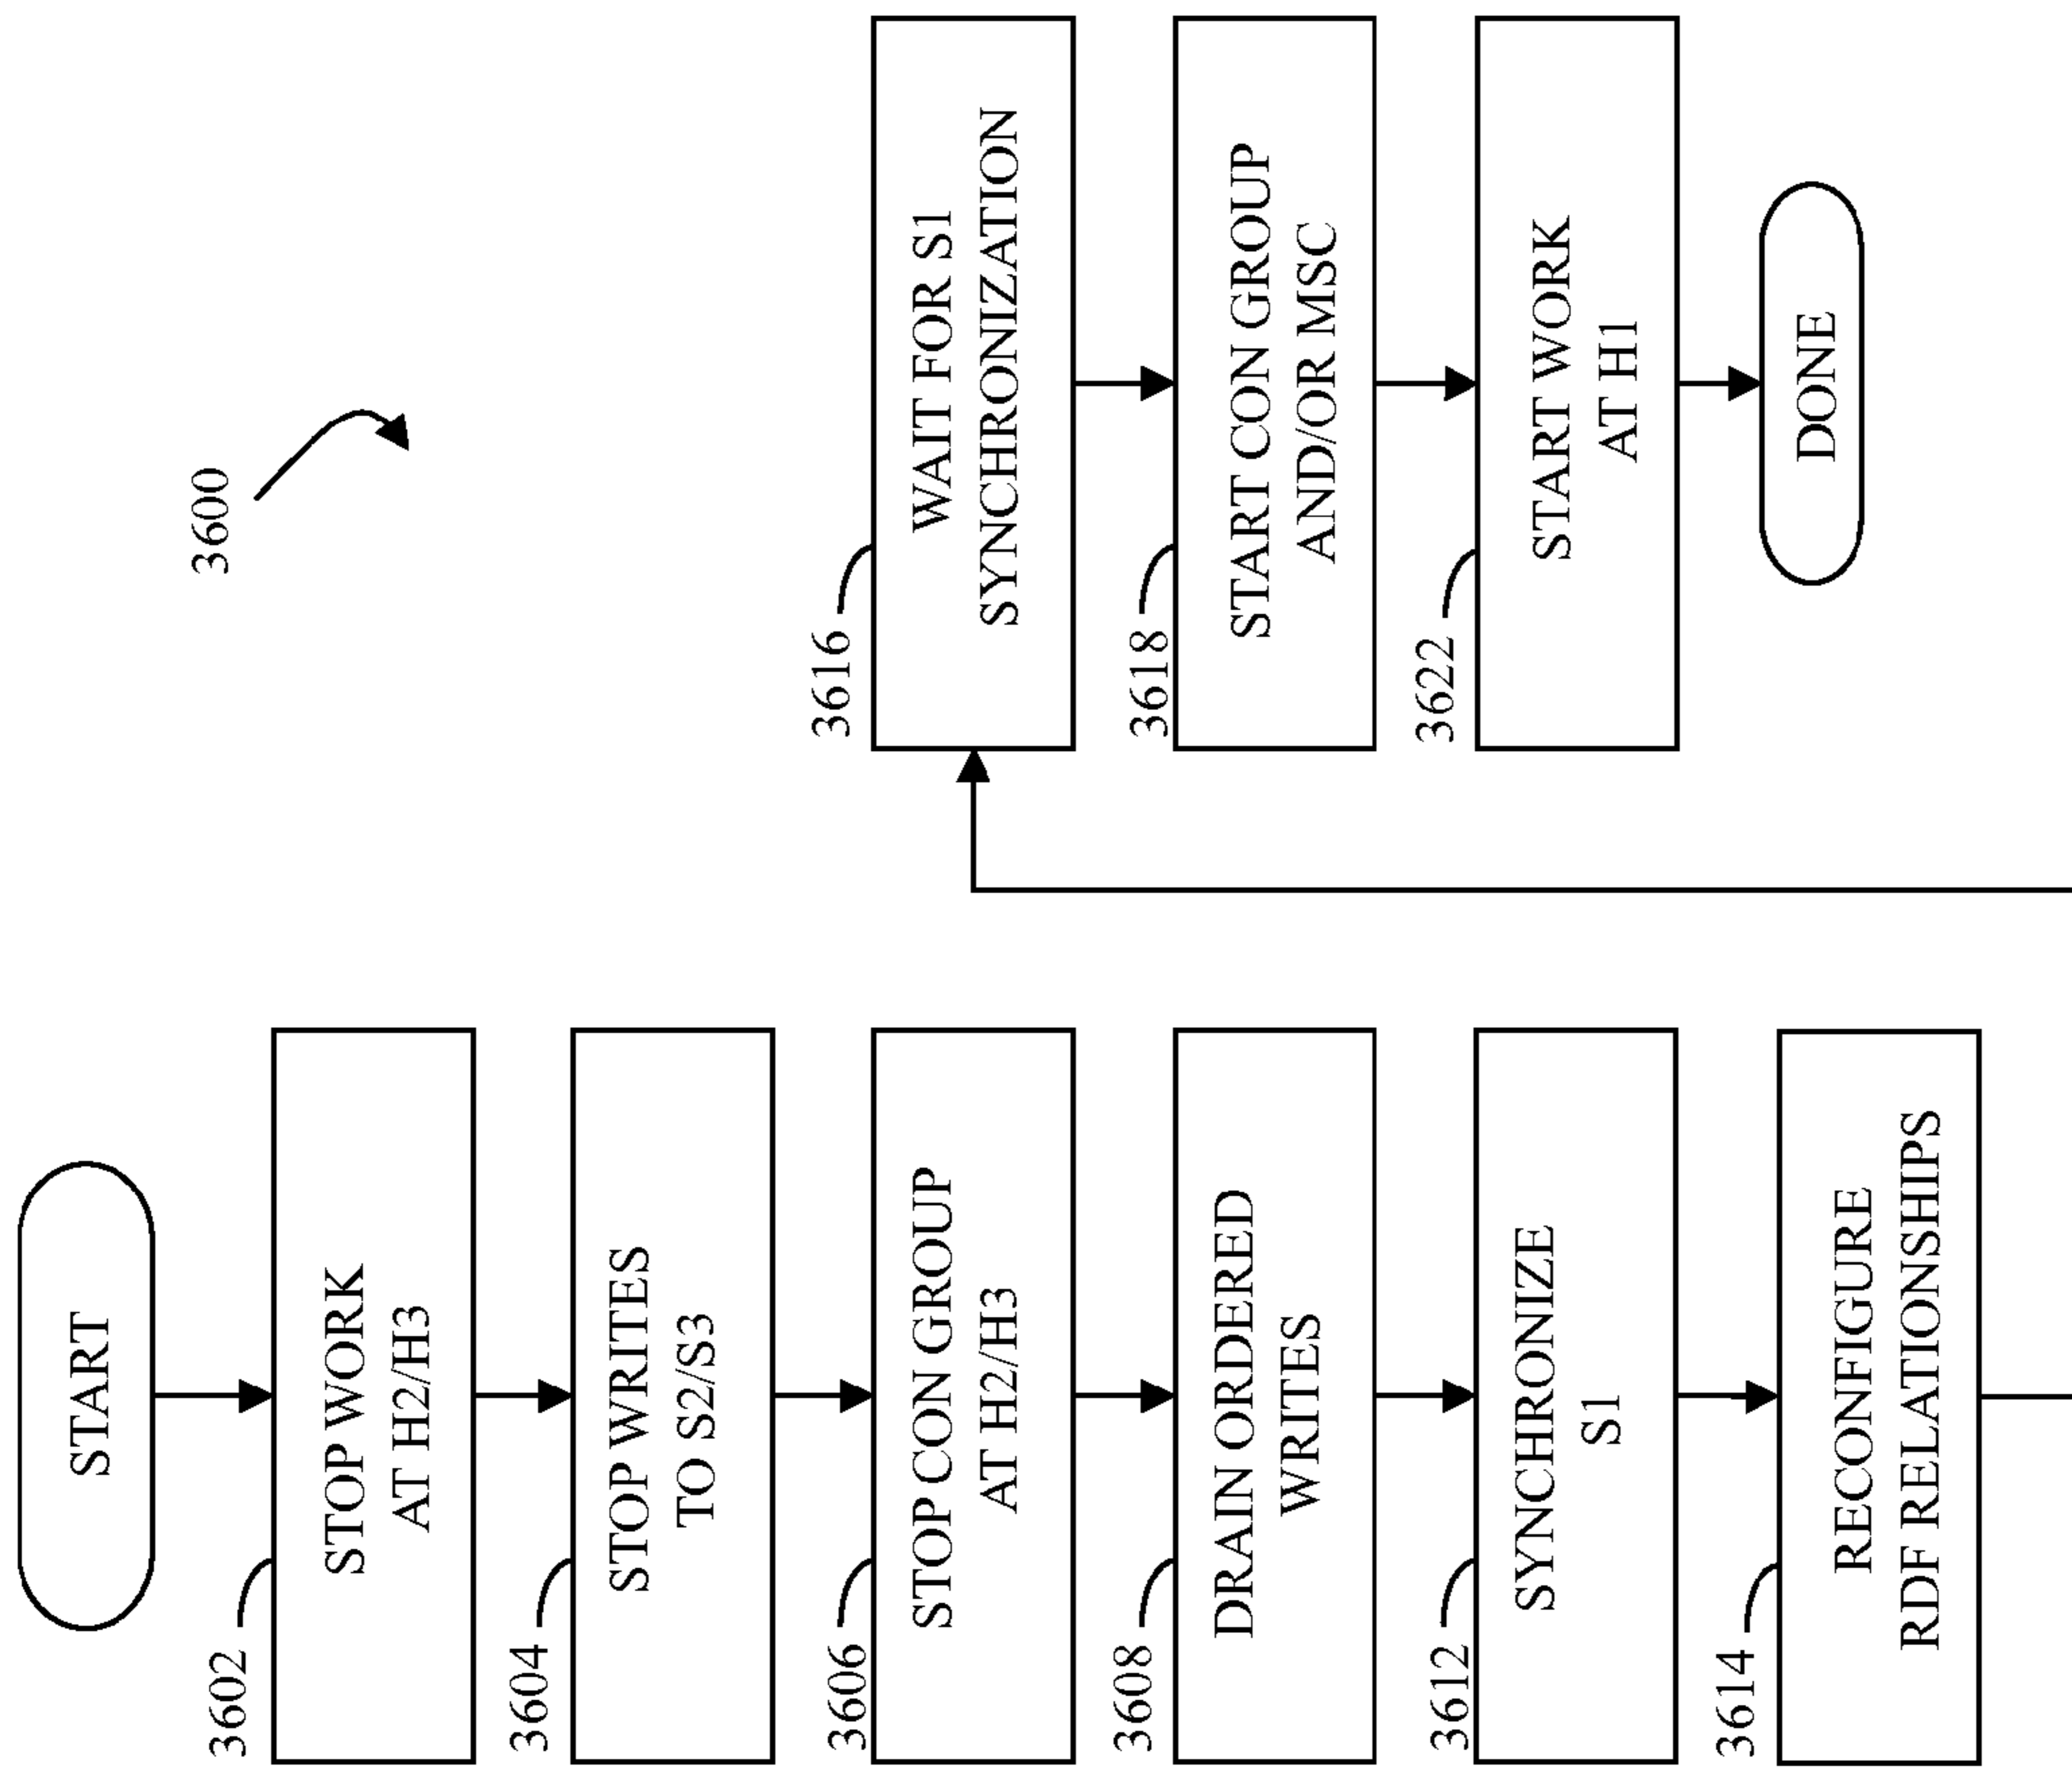 3600
START
3602
STOP WORK
AT H2/H3
3604
STOP WRITES
TO S2/S3
3606
STOP CON GROUP
AT H2/H3
3608
DRAIN ORDERED
WRITES
3612
SYNCHRONIZE
S1
3614
RECONFIGURE
RDF RELATIONSHIPS
3616
WAIT FOR S1
SYNCHRONIZATION
3618
START CON GROUP
AND/OR MSC
3622
START WORK
AT H1
DONE